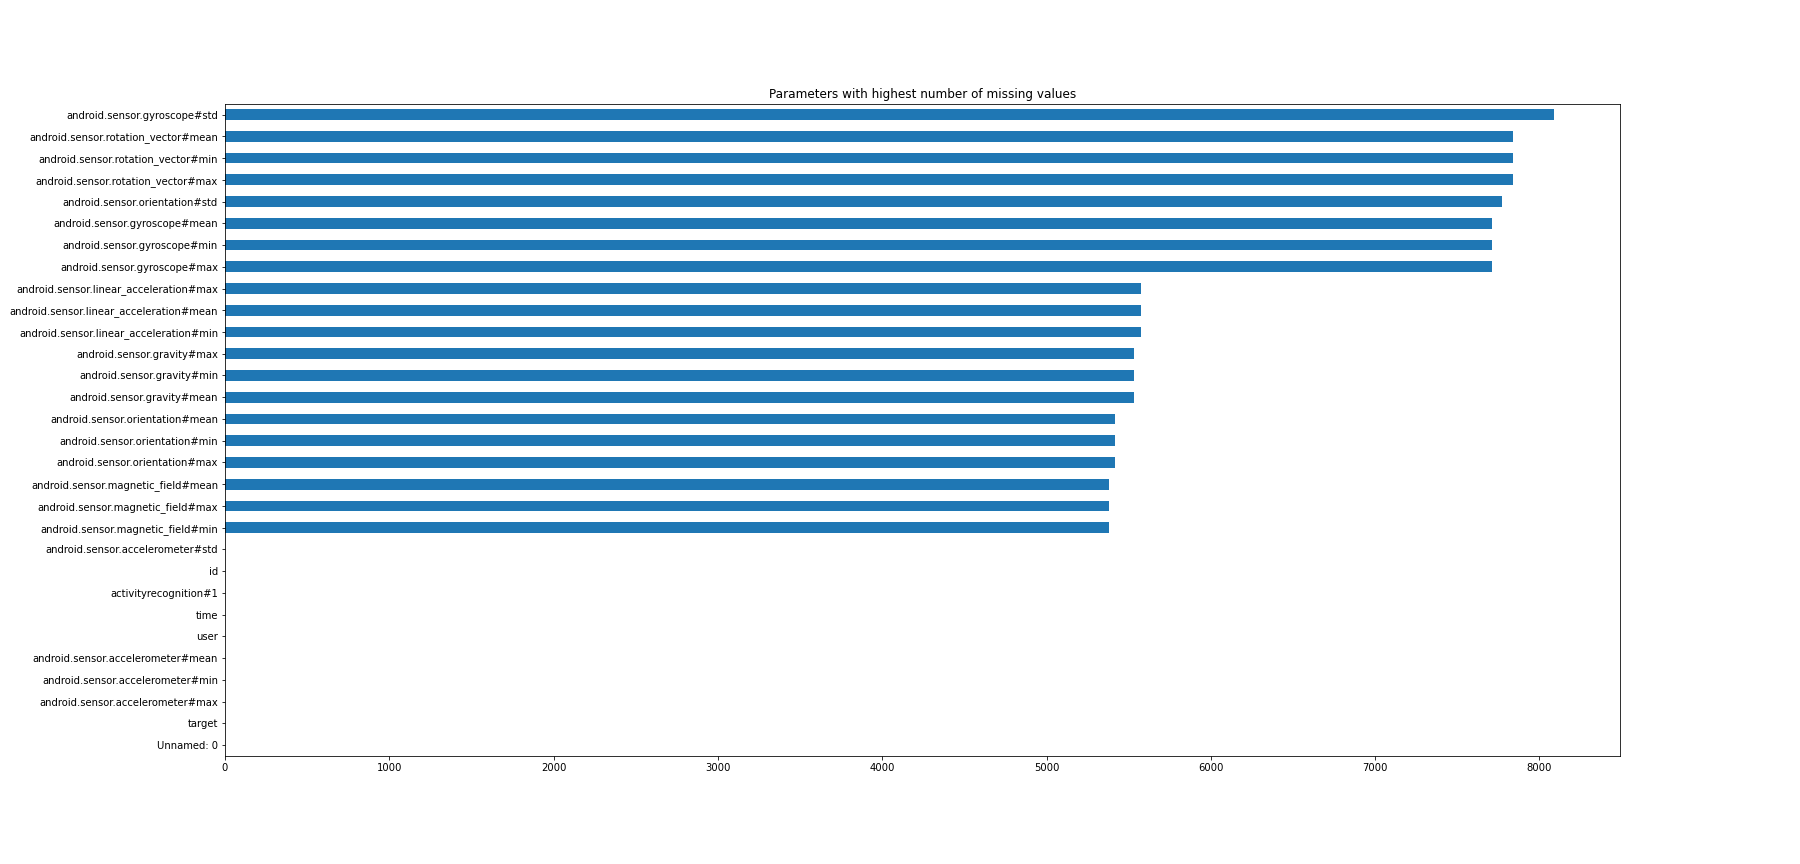 Parameters with highest number of missing values
android.sensor.gyroscope#std
android.sensor.rotation_vector#mean
android.sensor.rotation_vector#min
android.sensor.rotation_vector#max
android.sensor.orientation#std
android.sensor.gyroscope#mean
android.sensor.gyroscope#min
android.sensor.gyroscope#max
android.sensor.linear_acceleration#max
android.sensor.linear_acceleration#mean
android.sensor.linear_acceleration#min
android.sensor.gravity#max
android.sensor.gravity#min
android.sensor.gravity#mean
android.sensor.orientation#mean
android.sensor.orientation#min
android.sensor.orientation#max
android.sensor.magnetic_field#mean
android.sensor.magnetic_field#max
android.sensor.magnetic_field#min
android.sensor.accelerometer#std
id
activityrecognition#1
time
user
android.sensor.accelerometer#mean
android.sensor.accelerometer#min
android.sensor.accelerometer#max
target
Unnamed: 0
0 1000 2000 3000 4000 5000 6000 7000 8000